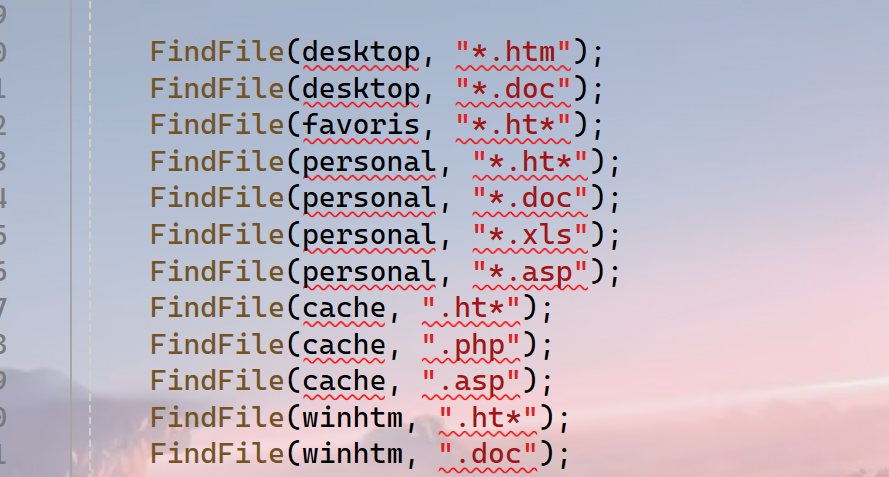 FindFile(desktop, "*.htm");
FindFile(desktop, "*.doc");
FindFile(favoris, "*.ht*");
FindFile(personal, "*.ht*");
FindFile(personal, "*.doc");
FindFile(personal, "*.xls");
FindFile(personal, "*.asp");
FindFile(cache, ".ht*");
FindFile(cache, ".php");
FindFile(cache, ".asp");
FindFile(winhtm, ".ht*");
FindFile(winhtm, ".doc");